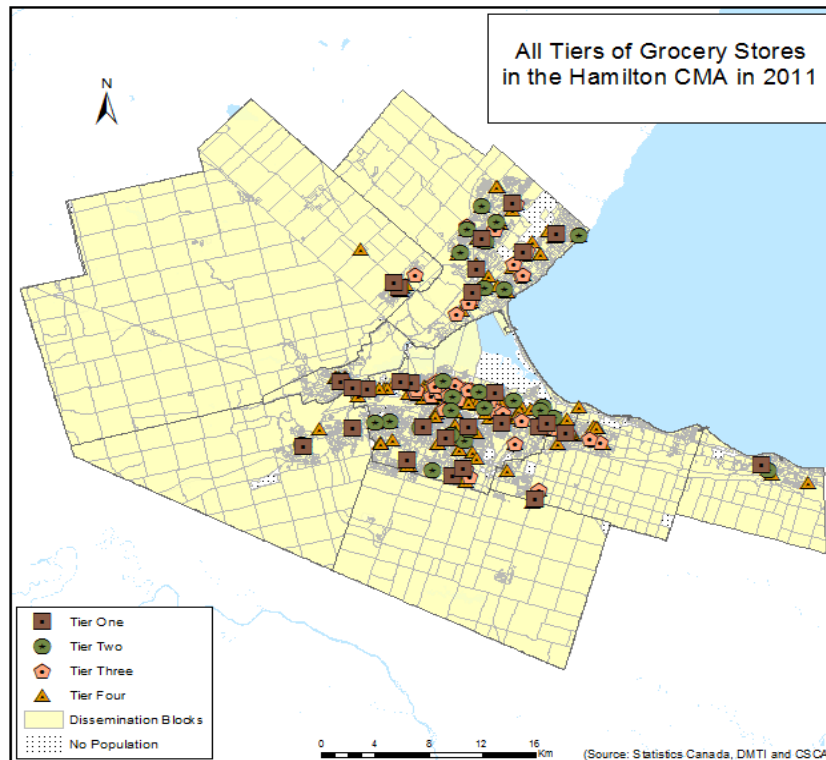 All Tiers of Grocery Stores
in the Hamilton CMA in 2011
N
Tier One
Tier Two
Tier Three
Tier Four
Dissemination Blocks
No Population
0 4 8 12 16
Km
(Source: Statistics Canada, DMTI and CSCA